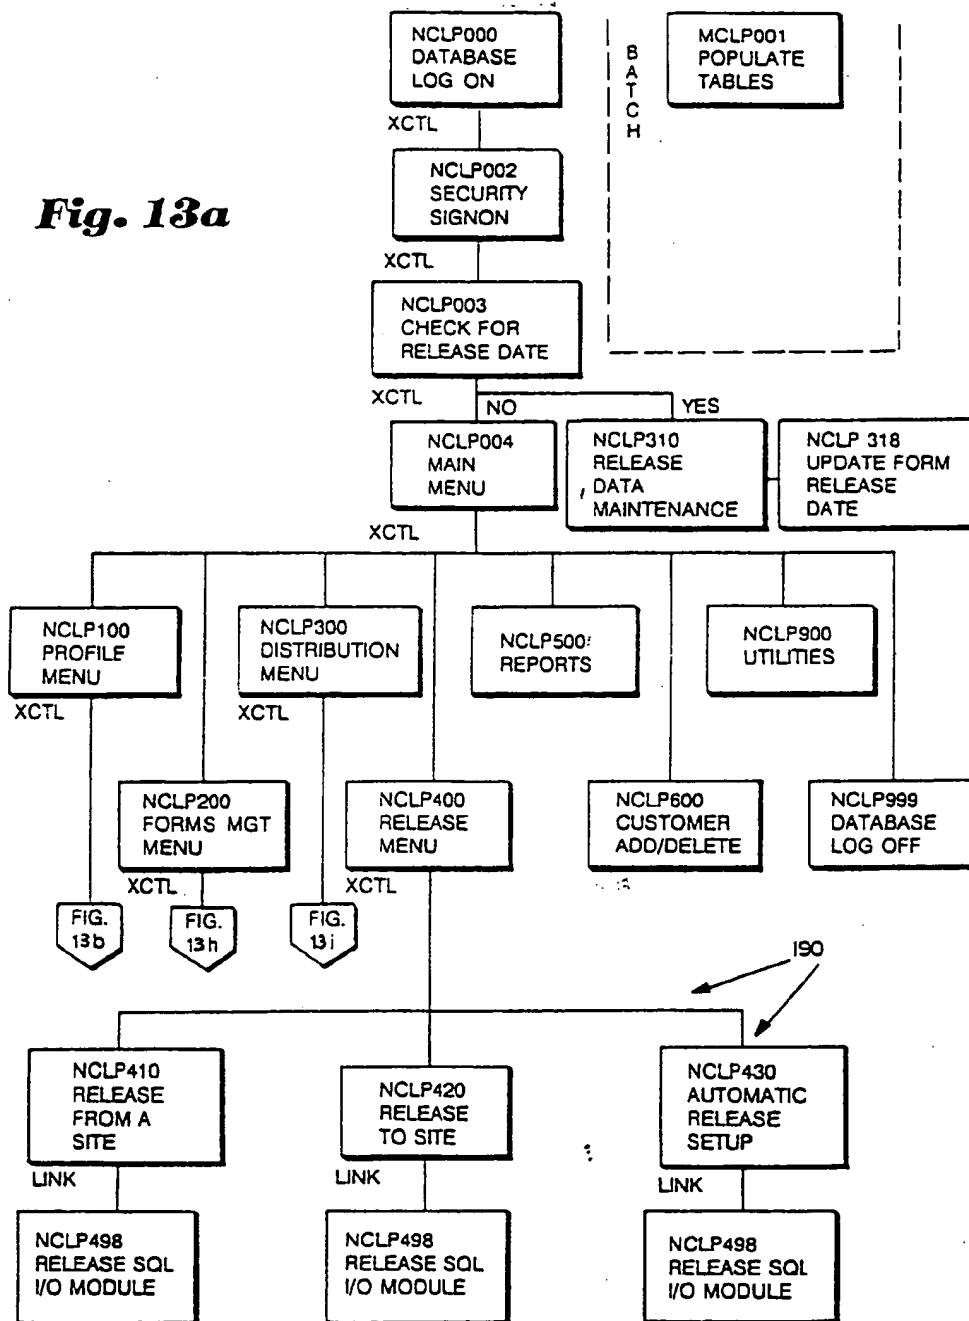 NCLP000
DATABASE
LOG ON
MCLP001
POPULATE
TABLES
BATCH
XCTL
NCLP002
SECURITY
SIGNON
Fig. 13a
XCTL
NCLP003
CHECK FOR
RELEASE DATE
XCTL
NO
YES
NCLP004
MAIN
MENU
NCLP310
RELEASE
DATA
MAINTENANCE
NCLP 318
UPDATE FORM
RELEASE
DATE
XCTL
NCLP100
PROFILE
MENU
NCLP300
DISTRIBUTION
MENU
NCLP500
REPORTS
NCLP900
UTILITIES
XCTL
XCTL
NCLP200
FORMS MGT
MENU
NCLP400
RELEASE
MENU
NCLP600
CUSTOMER
ADD/DELETE
NCLP999
DATABASE
LOG OFF
XCTL
XCTL
FIG.
13b
FIG.
13h
FIG.
13i
190
NCLP410
RELEASE
FROM A
SITE
NCLP420
RELEASE
TO SITE
NCLP430
AUTOMATIC
RELEASE
SETUP
LINK
LINK
LINK
NCLP498
RELEASE SQL
I/O MODULE
NCLP498
RELEASE SQL
I/O MODULE
NCLP498
RELEASE SQL
I/O MODULE